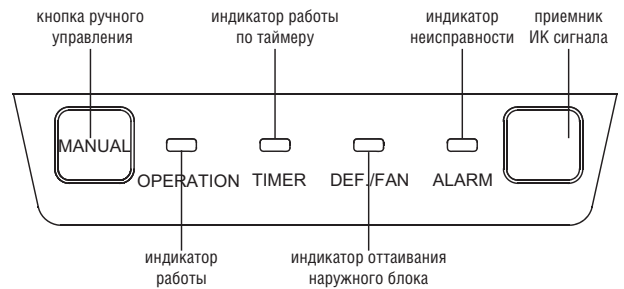 кнопка ручного
управления
индикатор работы
по таймеру
индикатор
неисправности
приемник
ИК сигнала
MANUAL
OPERATION
TIMER
DEF./FAN
ALARM
индикатор
работы
индикатор оттаивания
наружного блока